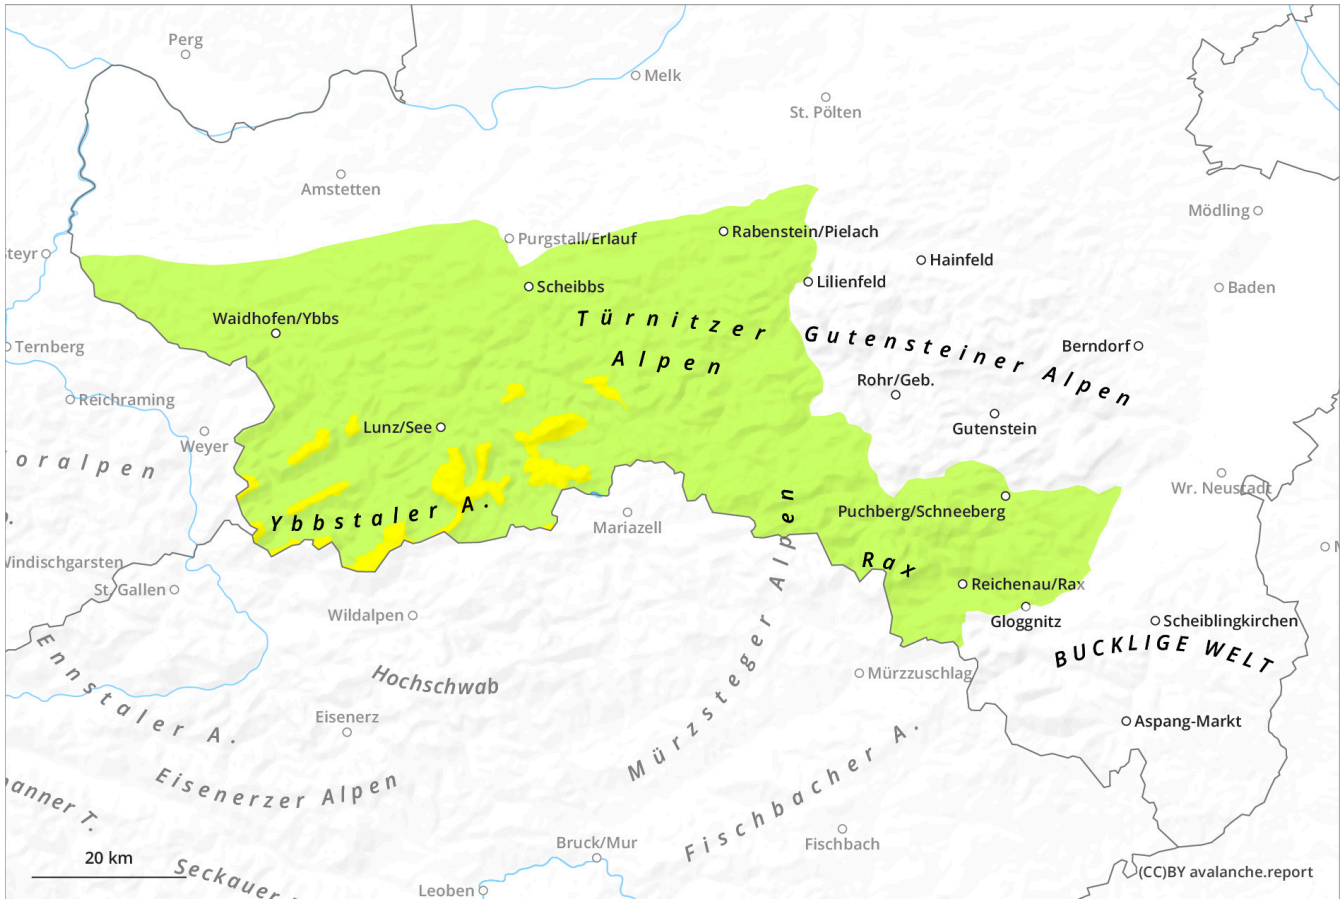 Perg
Melk
St. Pölten
Amstetten
Mödling
Purgstall/Erlauf
Rabenstein/Pielach
Hainfeld
teyr
Lilienfeld
Scheibbs
Baden
Waidhofen/Ybbs
Türnitzer
Alpen
Gutensteiner Alpen
Berndorf
Ternberg
Rohr/Geb.
Reichraming
Lunz/See
Gutenstein
Weyer
oralpen
Wr. Neustadt
Ybbstaler A.
Puchberg/Schneeberg
Mariazell
Windischgarsten
Rax
St. Gallen
Reichenau/Rax
Wildalpen
Gloggnitz
Scheiblingkirchen
BUCKLIGE WELT
Mürzsteger Alpen
Ennstaler A.
Hochschwab
Mürzzuschlag
Eisenerz
Aspang-Markt
Eisenerzer Alpen
Fischbacher A.
anner T.
Fischbach
Bruck/Mur
20 km
Seckauer
(CC)BY avalanche.report
Leoben